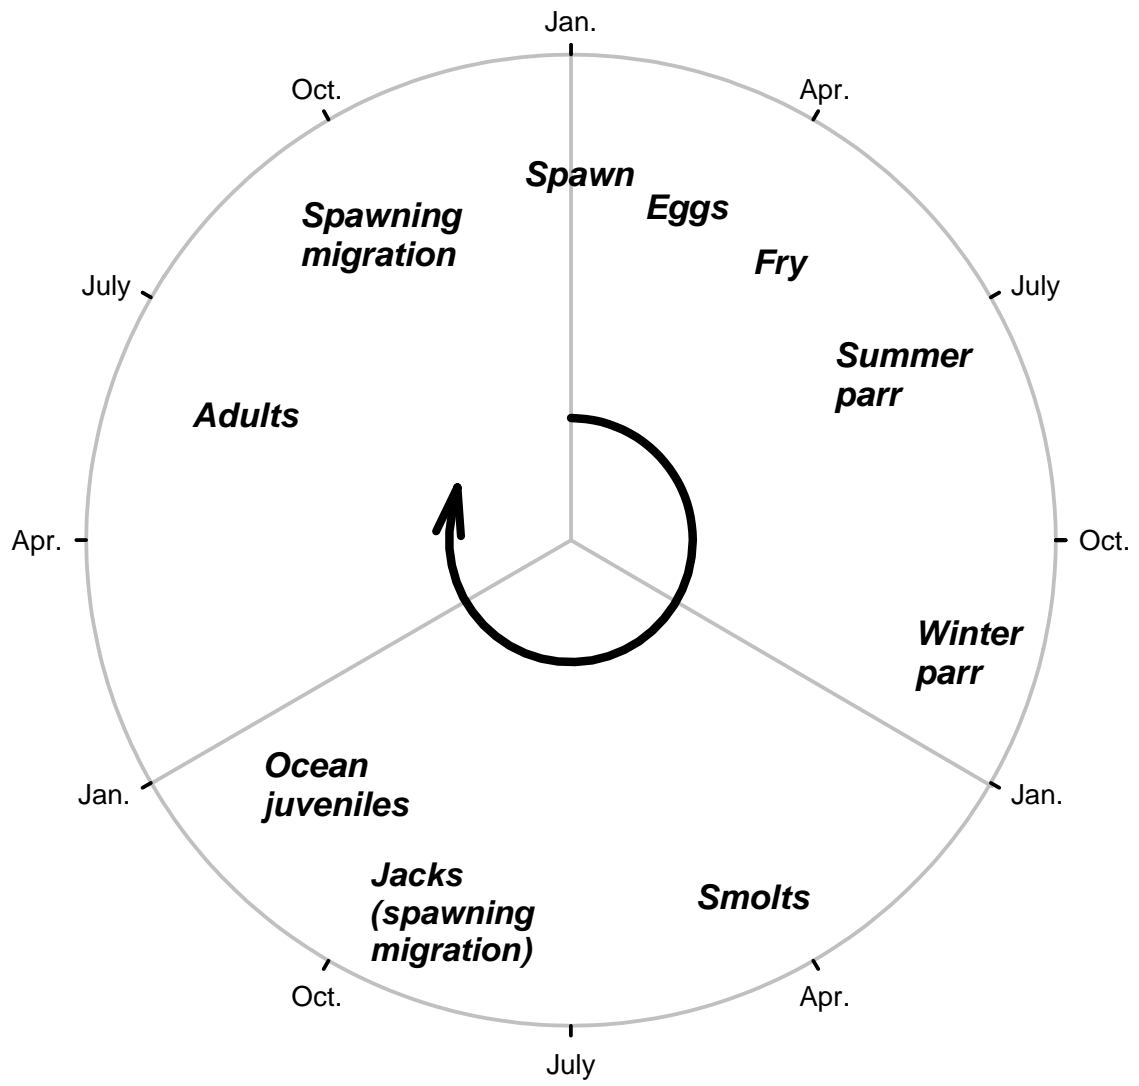 Jan.
Oct.
Apr.
Spawn
Eggs
Spawning
migration
Fry
July
July
Summer
parr
Adults
Apr.
Oct.
Winter
parr
Ocean
juveniles
Jan.
Jan.
Jacks
(spawning
migration)
Smolts
Oct.
Apr.
July